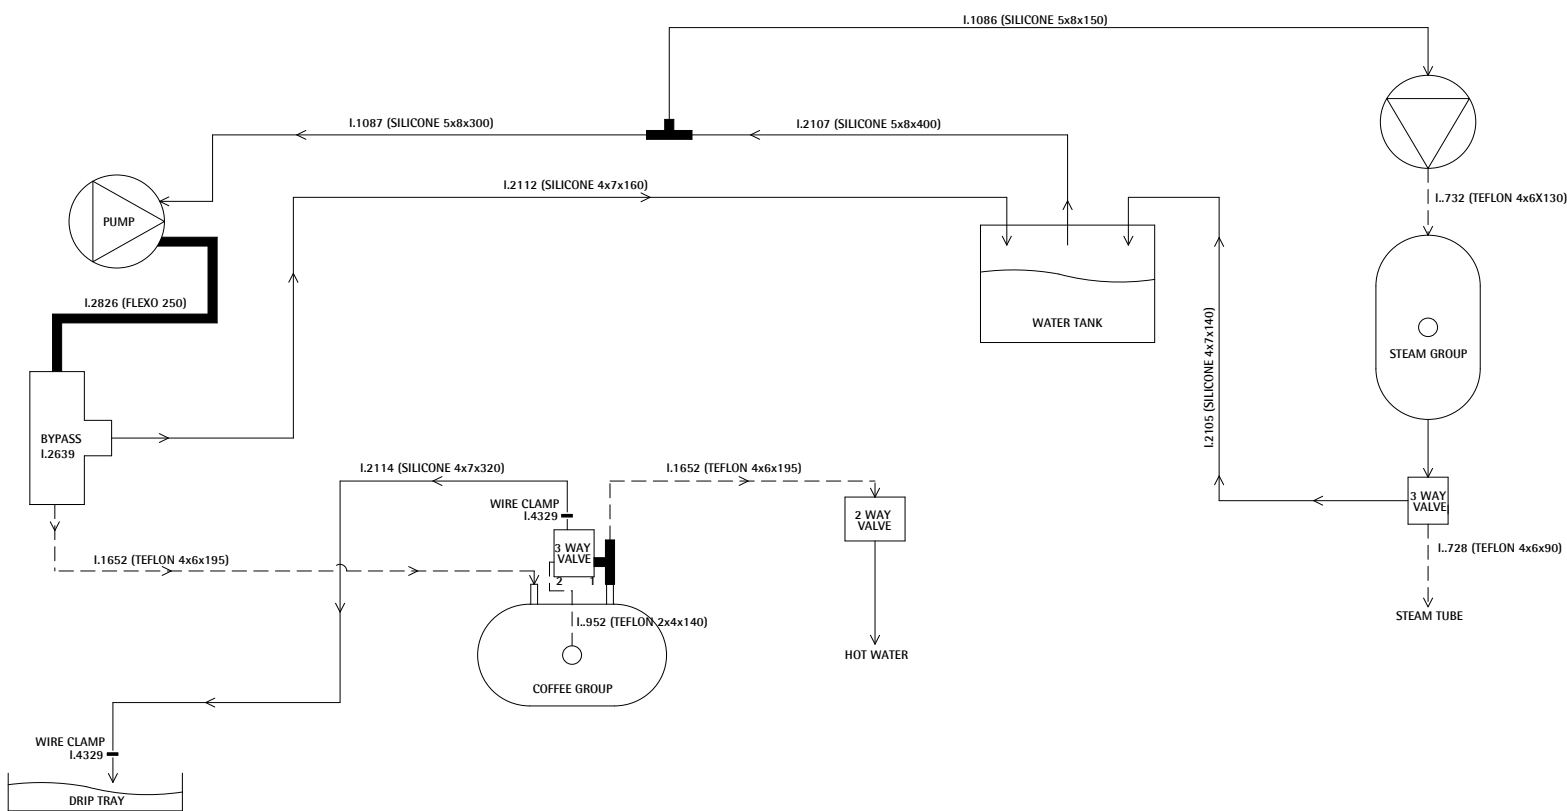 I.1086 (SILICONE 5x8x150)
I.1087 (SILICONE 5x8x300)
I.2107 (SILICONE 5x8x400)
I.2112 (SILICONE 4x7x160)
I..732 (TEFLON 4x6X130)
PUMP
I.2826 (FLEXO 250)
WATER TANK
I.2105 (SILICONE 4x7x140)
STEAM GROUP
BYPASS
I.2639
I.2114 (SILICONE 4x7x320)
I.1652 (TEFLON 4x6x195)
WIRE CLAMP
I.4329
2 WAY
VALVE
3 WAY
VALVE
3 WAY
VALVE
2
1
I.1652 (TEFLON 4x6x195)
I..728 (TEFLON 4x6x90)
I..952 (TEFLON 2x4x140)
STEAM TUBE
HOT WATER
COFFEE GROUP
WIRE CLAMP
I.4329
DRIP TRAY